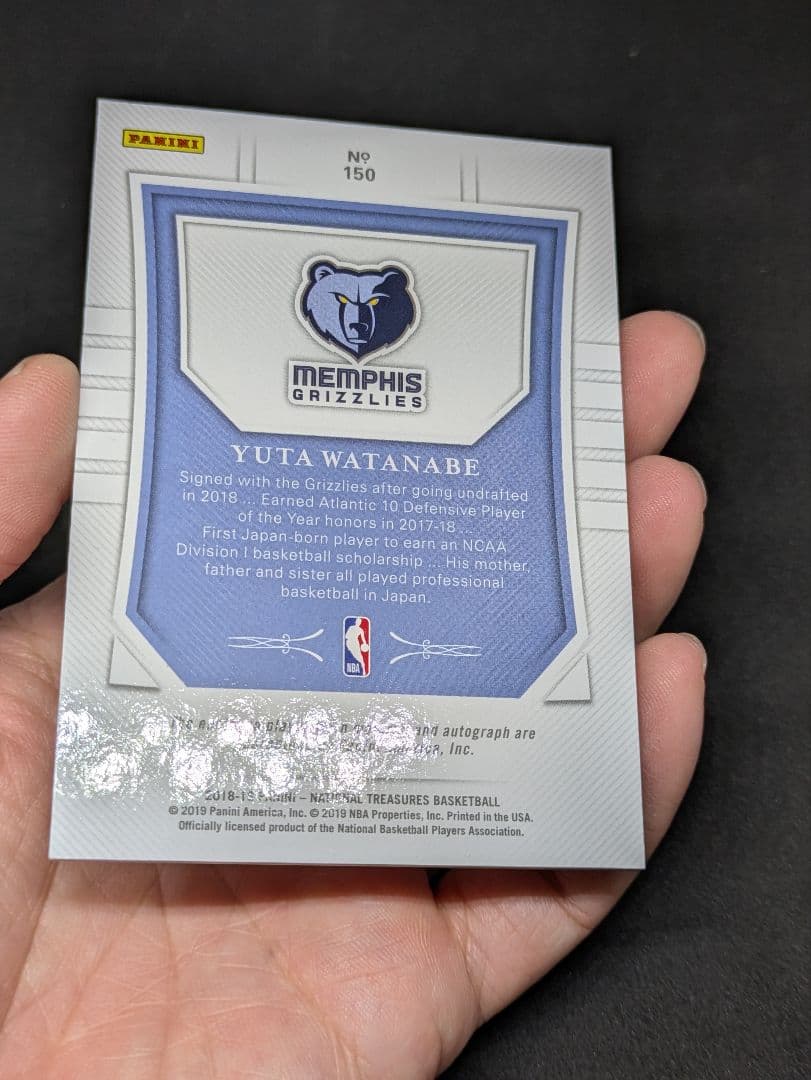 PANINI
Nº
150
MEMPHIS
GRIZZLIES
YUTA WATANABE
Signed with the Grizzlies after going undrafted
in 2018 ... Earned Atlantic 10 Defensive Player
of the Year honors in 2017-18 ...
First Japan-born player to earn an NCAA
Division I basketball scholarship ... His mother,
father and sister all played professional
basketball in Japan.
NBA
and autograph are
Inc.
2018-19 PANINI – NATIONAL TREASURES BASKETBALL
© 2019 Panini America, Inc. © 2019 NBA Properties, Inc. Printed in the USA.
Officially licensed product of the National Basketball Players Association.